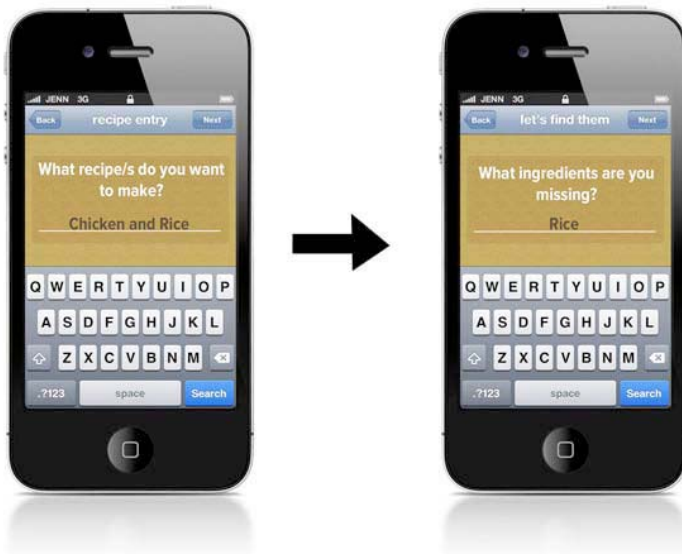 JENN 3G
Back recipe entry Next
What recipe/s do you want
to make?
Chicken and Rice
Q W E R T Y U I O P
A S D F G H J K L
Z X C V B N M
.?123 space Search
JENN 3G
Back let's find them Next
What ingredients are you
missing?
Rice
Q W E R T Y U I O P
A S D F G H J K L
Z X C V B N M
.?123 space Search